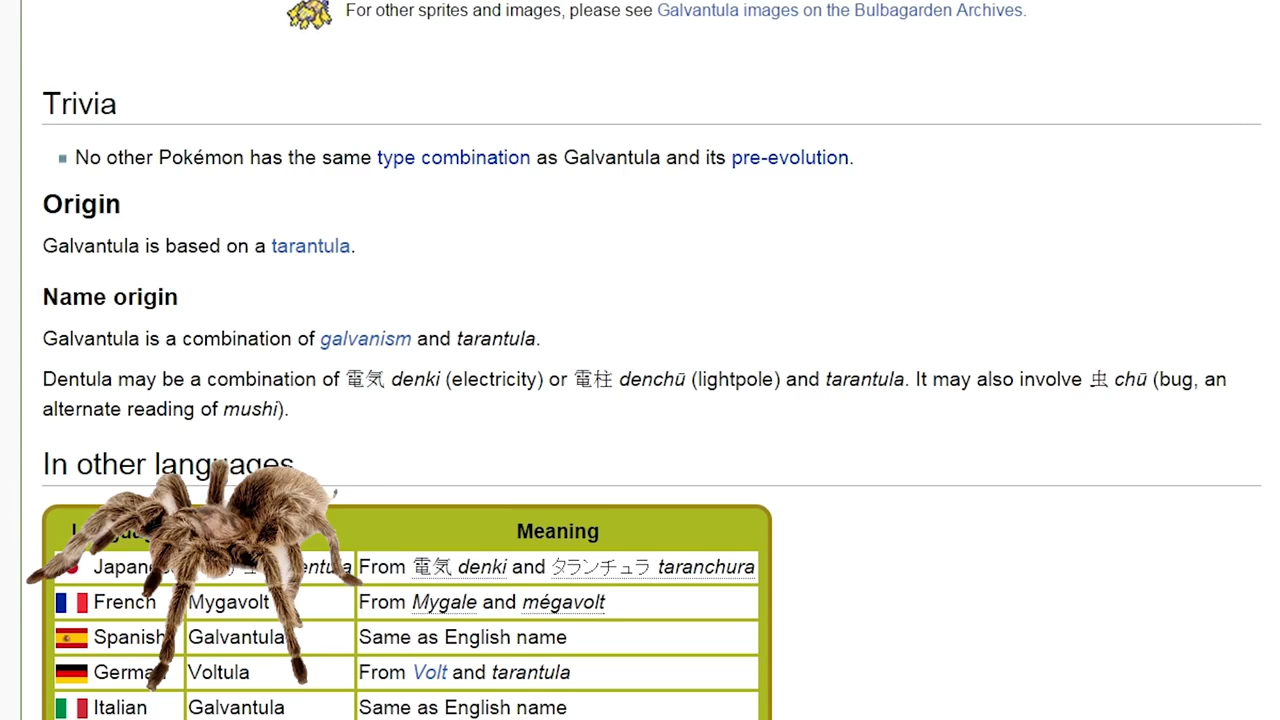 For other sprites and images, please see Galvantula images on the Bulbagarden Archives.
Trivia
No other Pokémon has the same type combination as Galvantula and its pre-evolution.
Origin
Galvantula is based on a tarantula.
Name origin
Galvantula is a combination of galvanism and tarantula.
Dentula may be a combination of 電気 denki (electricity) or 電柱 denchū (lightpole) and tarantula. It may also involve 虫 chū (bug, an
alternate reading of mushi).
In other languages
Meaning
From 電気 denki and タランチュラ taranchura
French Mygavolt From Mygale and mégavolt
Spanish Galvantula Same as English name
German Voltula From Volt and tarantula
Italian Galvantula Same as English name